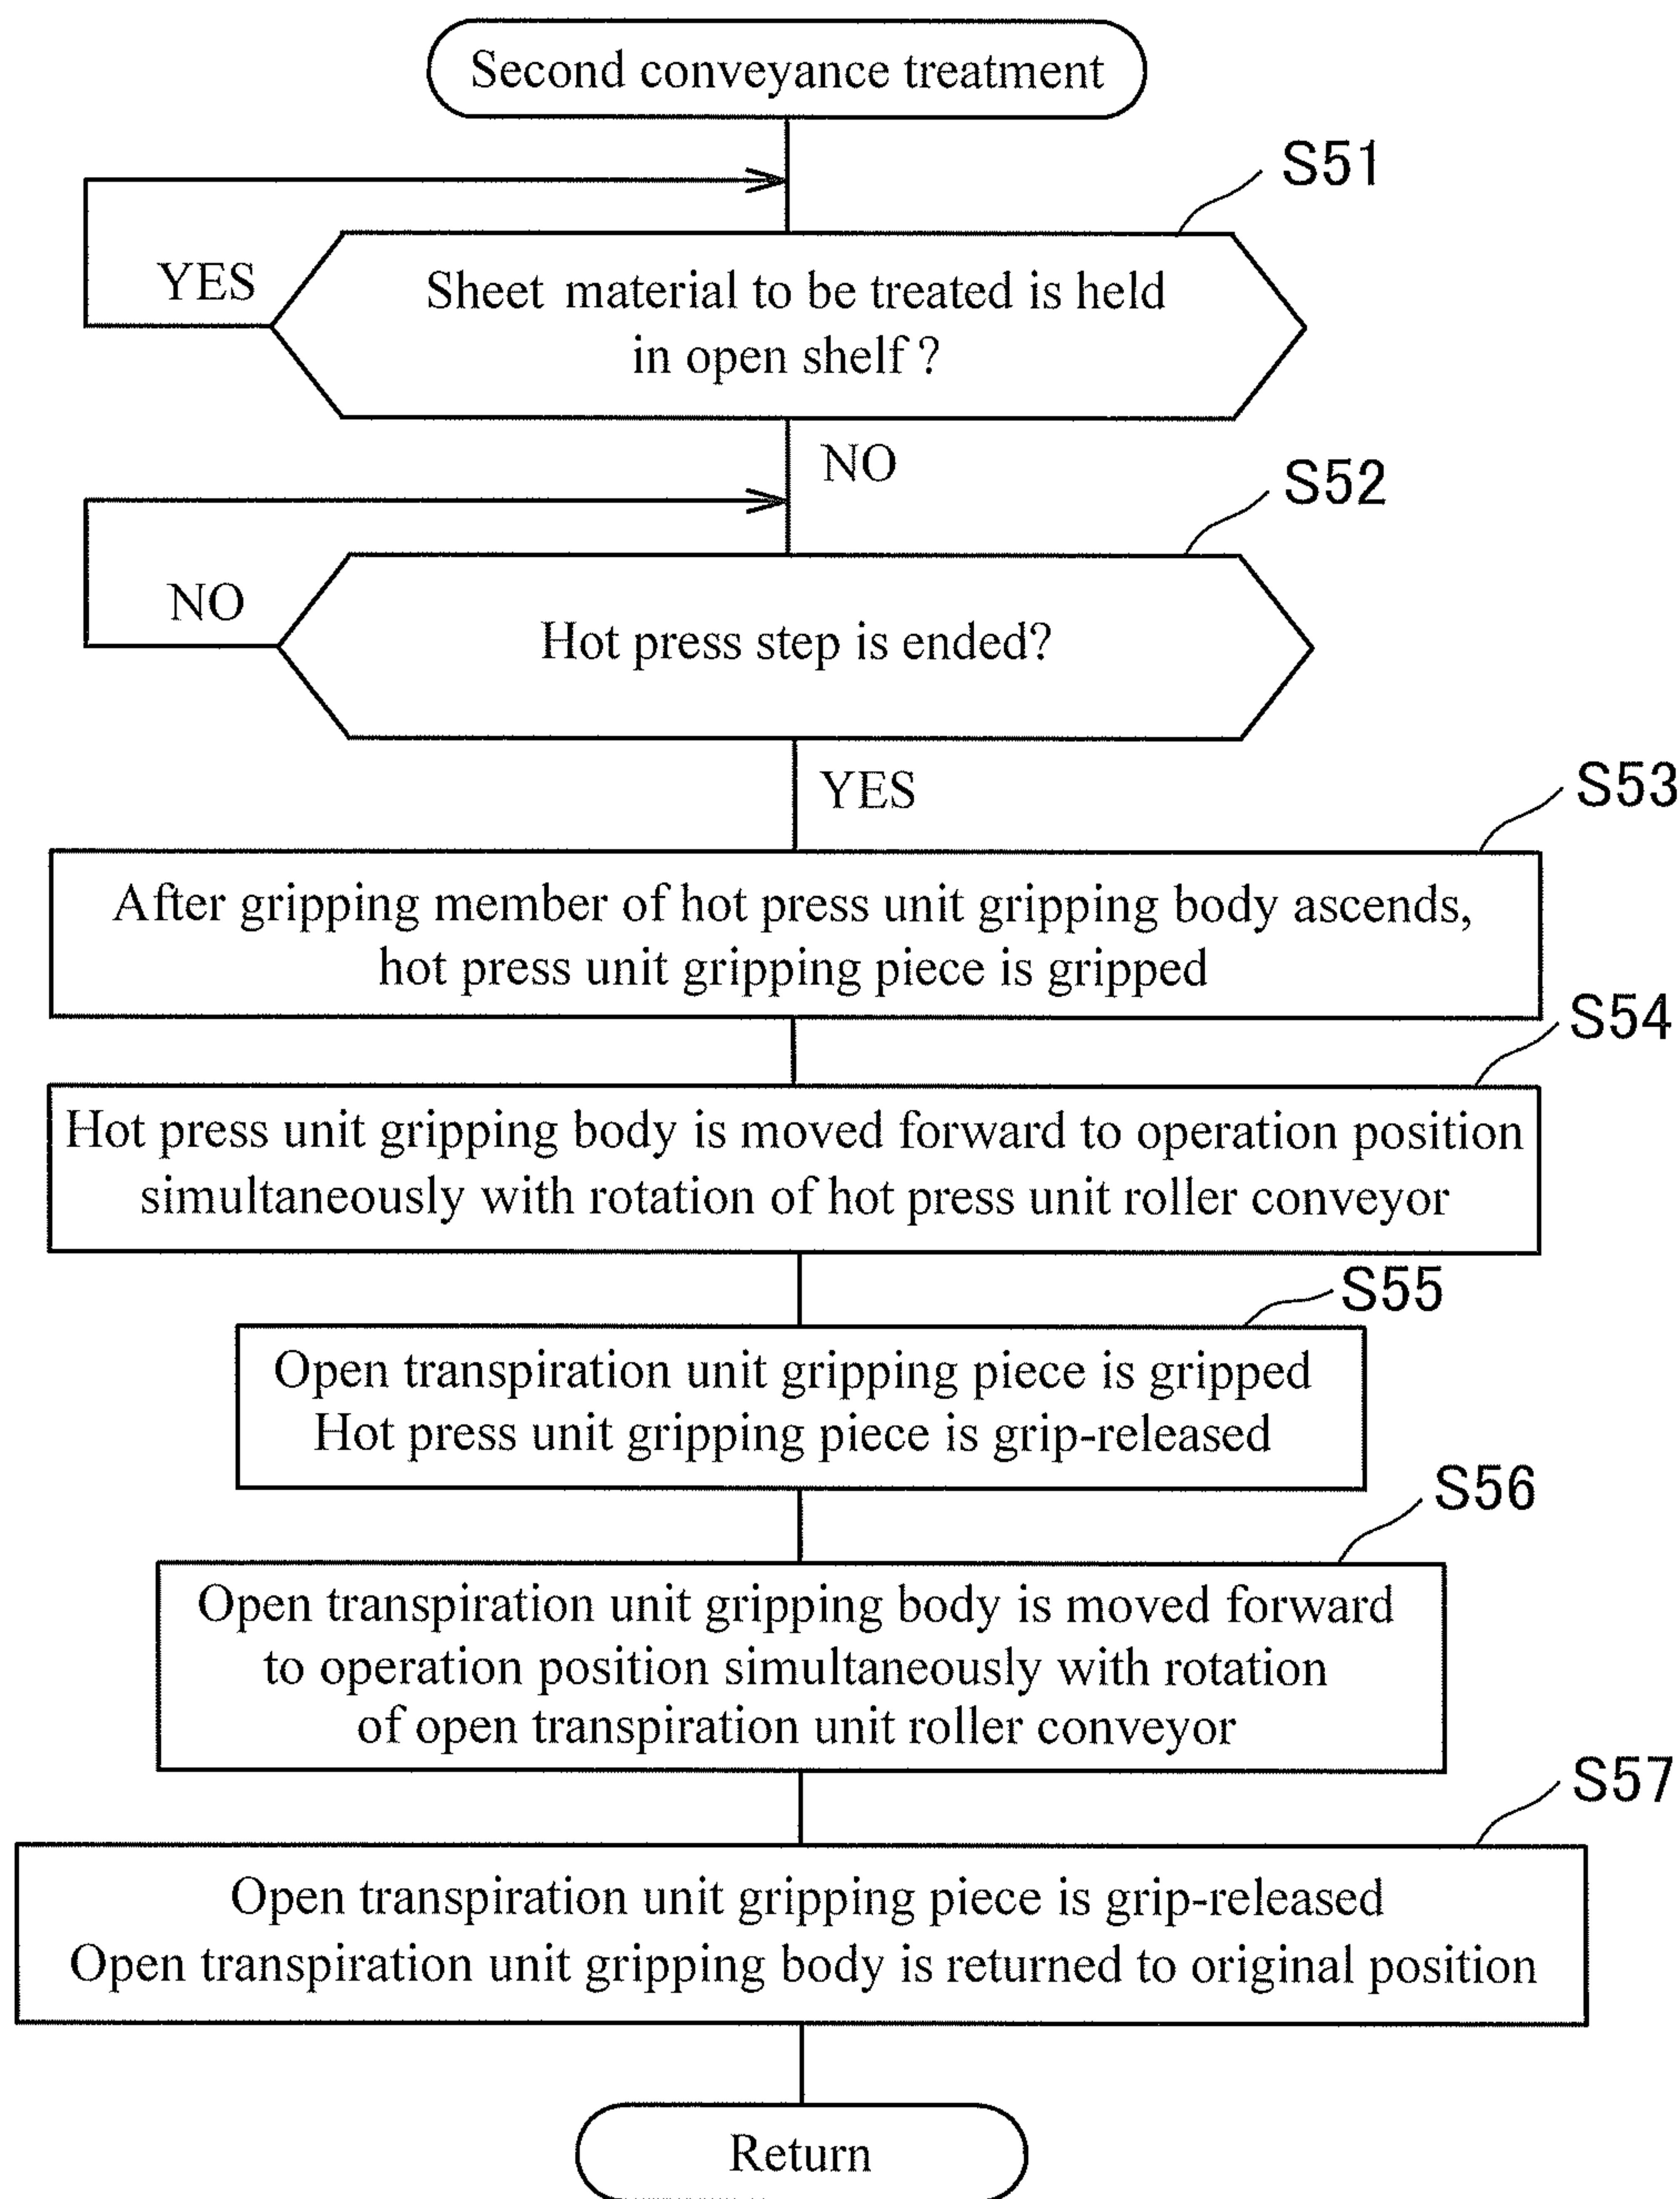 Second conveyance treatment
S51
YES
Sheet material to be treated is held
in open shelf ?
NO
S52
NO
Hot press step is ended?
YES
S53
After gripping member of hot press unit gripping body ascends,
hot press unit gripping piece is gripped
S54
Hot press unit gripping body is moved forward to operation position
simultaneously with rotation of hot press unit roller conveyor
S55
Open transpiration unit gripping piece is gripped
Hot press unit gripping piece is grip-released
S56
Open transpiration unit gripping body is moved forward
to operation position simultaneously with rotation
of open transpiration unit roller conveyor
S57
Open transpiration unit gripping piece is grip-released
Open transpiration unit gripping body is returned to original position
Return